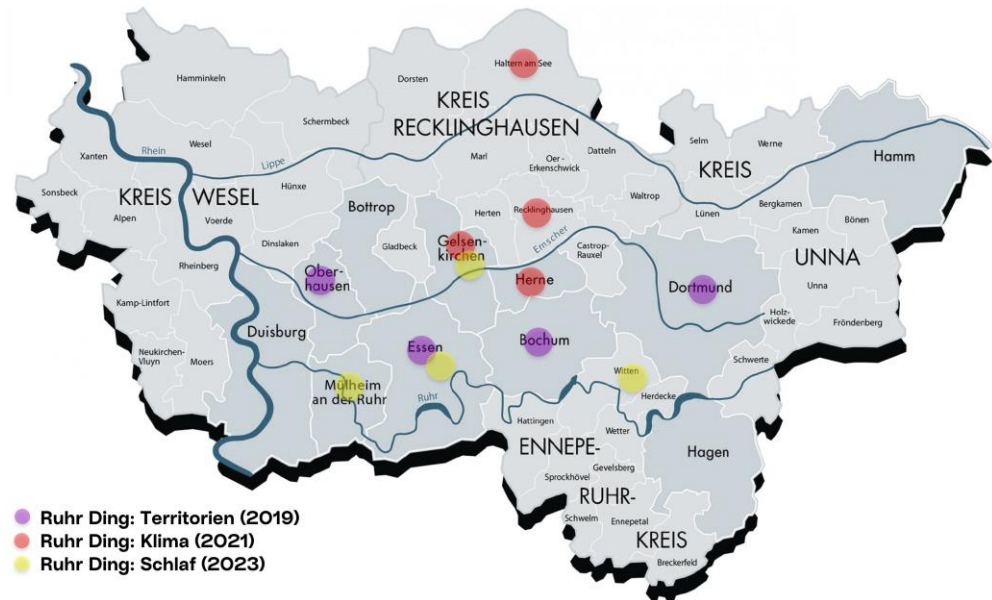 Haltern am See
Hamminkeln
Dorsten
KREIS
RECKLINGHAUSEN
Schermbeck
Selm
Werne
Hamm
Wesel
Rhein
Lippe
Xanten
Marl
Oer-
Erkenschwick
Datteln
KREIS
Sonsbeck
KREIS WESEL
Hünxe
Waltrop
Bergkamen
Alpen
Voerde
Bottrop
Herten
Recklinghausen
Lünen
Bönen
Kamen
Dinslaken
Gladbeck
Gelsen-
kirchen
Emscher
Castrop-
Rauxel
UNNA
Rheinberg
Ober-
hausen
Herne
Dortmund
Unna
Kamp-Lintfort
Holz-
wickede
Fröndenberg
Duisburg
Essen
Bochum
Neukirchen-
Vluyn
Moers
Schwerte
Mülheim
an der Ruhr
Ruhr
Witten
Herdecke
Hattingen
Wetter
ENNEPE-
Hagen
Sprockhövel
Gevelsberg
RUHR-
Schwelm
Ennepetal
KREIS
Breckerfeld
Ruhr Ding: Territorien (2019)
Ruhr Ding: Klima (2021)
Ruhr Ding: Schlaf (2023)